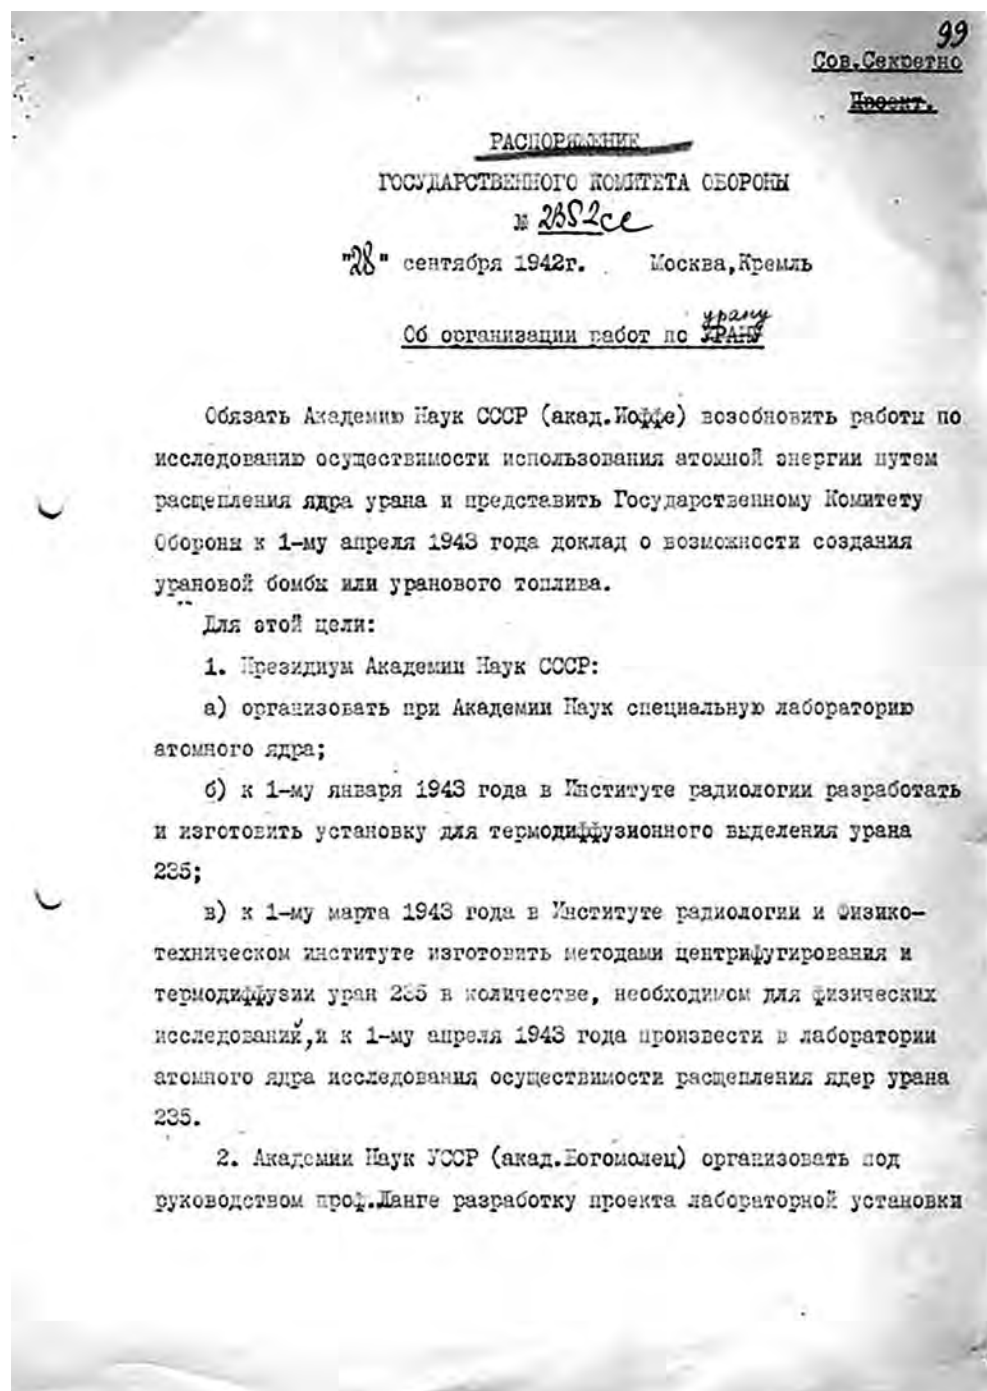 99
Сов.Секретно
Проект.
РАСПОРЯЖЕНИЕ
ГОСУДАРСТВЕННОГО КОМИТЕТА ОБОРОНЫ
№ 2352сс
"28" сентября 1942г. Москва,Кремль
урану
Об организации работ по УРАНУ
Обязать Академию Наук СССР (акад.Иоффе) возобновить работы по
исследованию осуществимости использования атомной энергии путем
расщепления ядра урана и представить Государственному Комитету
Обороны к 1-му апреля 1943 года доклад о возможности создания
урановой бомбы или уранового топлива.
Для этой цели:
1. Президиум Академии Наук СССР:
а) организовать при Академии Наук специальную лабораторию
атомного ядра;
б) к 1-му января 1943 года в Институте радиологии разработать
и изготовить установку для термодиффузионного выделения урана
235;
в) к 1-му марта 1943 года в Институте радиологии и Физико-
техническом институте изготовить методами центрифугирования и
термодиффузии уран 235 в количестве, необходимом для физических
исследований,и к 1-му апреля 1943 года произвести в лаборатории
атомного ядра исследования осуществимости расщепления ядер урана
235.
2. Академии Наук УССР (акад.Богомолец) организовать под
руководством проф.Ланге разработку проекта лабораторной установки